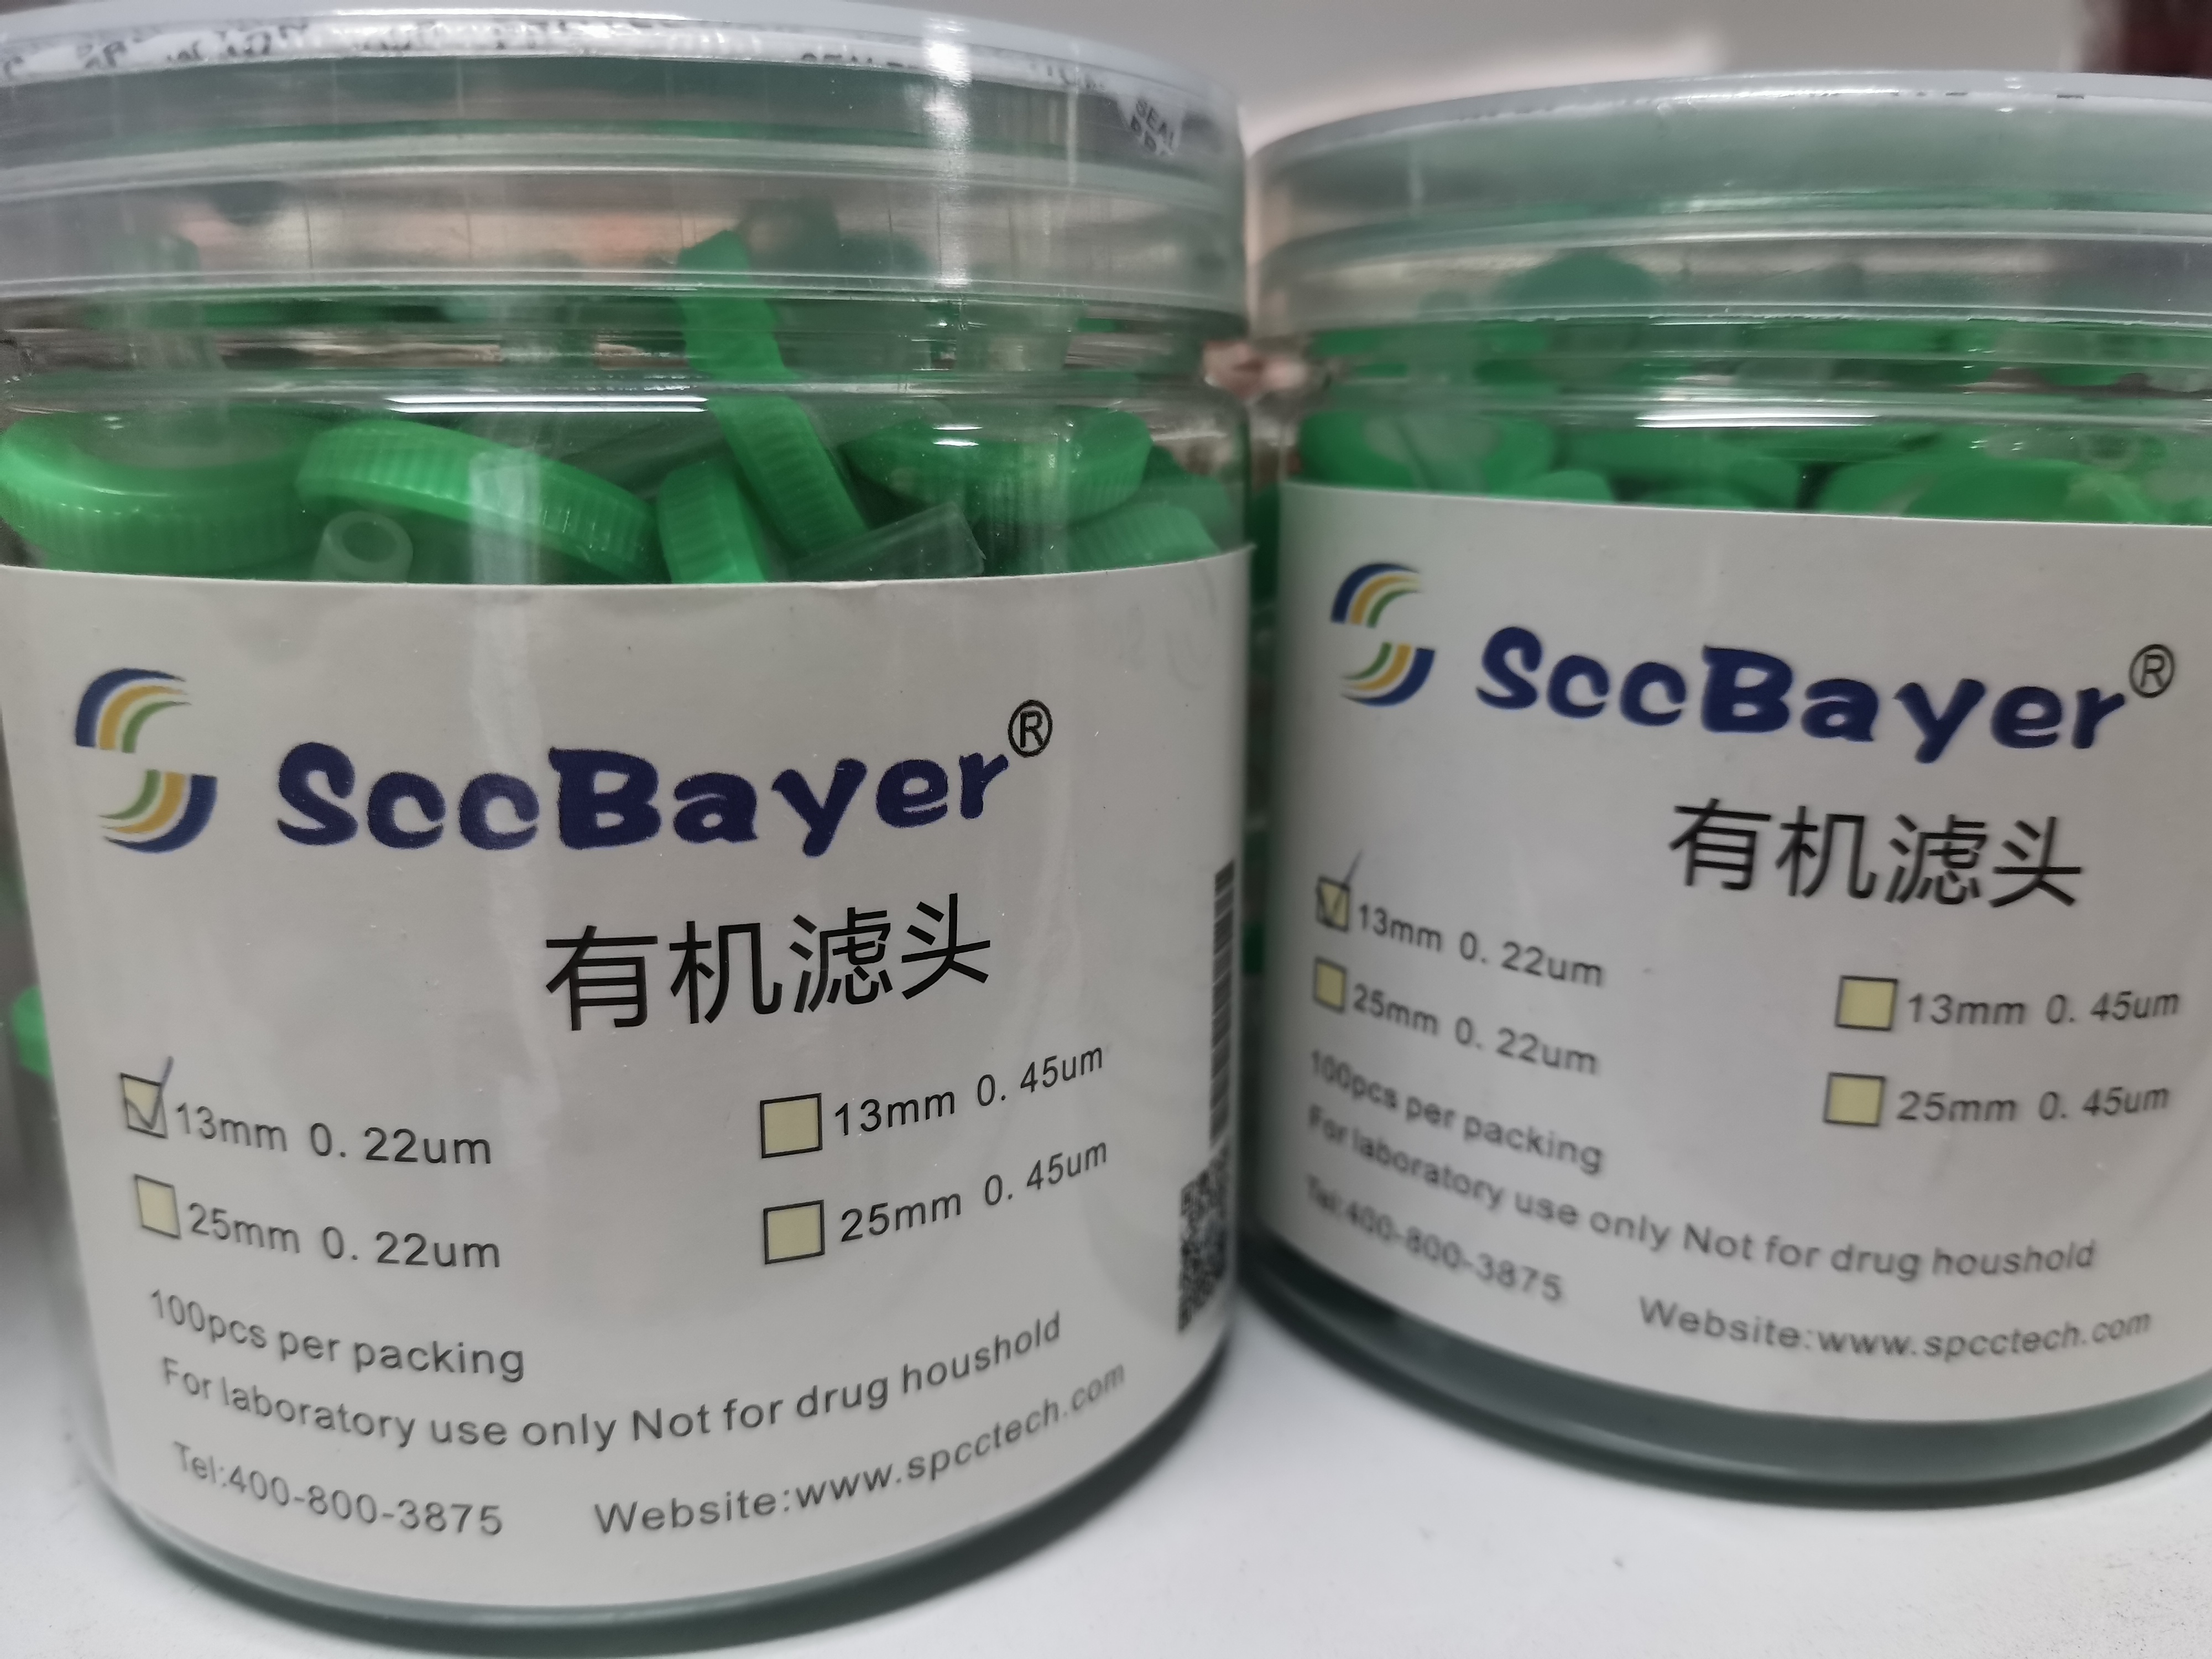 SccBayer®
有机滤头
13mm 0. 22um
13mm 0. 45um
25mm 0. 22um
25mm 0. 45um
100pcs per packing
For laboratory use only Not for drug houshold
Tel:400-800-3875
Website:www.spcctech.com
SccBayer®
有机滤头
13mm 0. 22um
13mm 0. 45um
25mm 0. 22um
25mm 0. 45um
100pcs per packing
For laboratory use only Not for drug houshold
Tel:400-800-3875
Website:www.spcctech.com